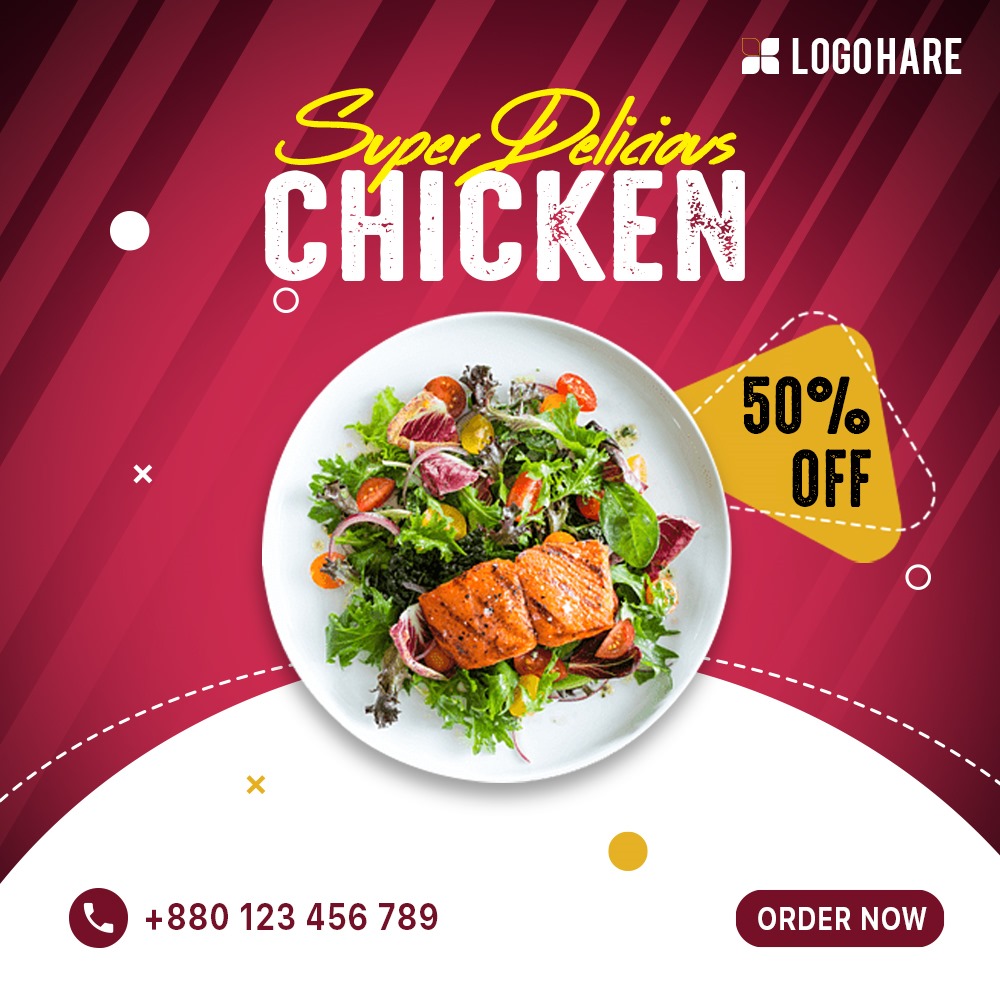 LOGOHARE
Super Delicious
CHICKEN
50%
OFF
+880 123 456 789
ORDER NOW